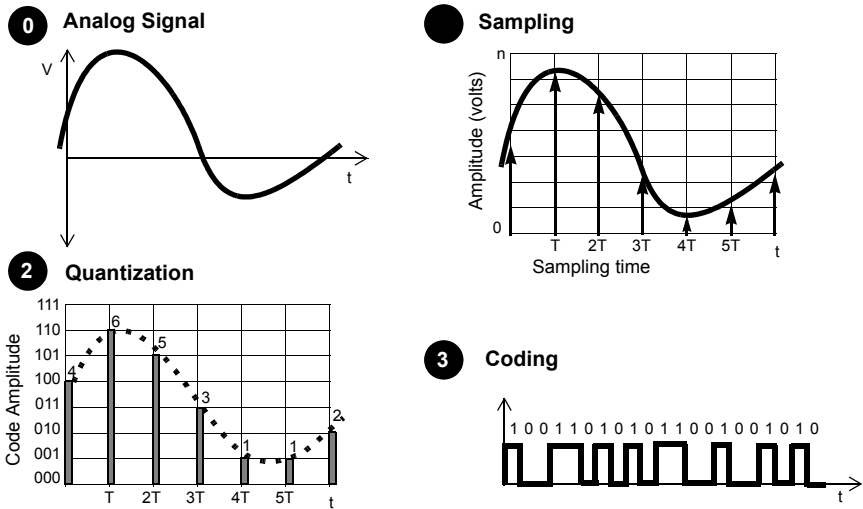 0 Analog Signal
V
t
Sampling
n
Amplitude (volts)
0
T 2T 3T 4T 5T t
Sampling time
2 Quantization
Code Amplitude
111
110
101
100
011
010
001
000
4 6 5 3 1 1 2
T 2T 3T 4T 5T t
3 Coding
1 0 0 1 1 0 1 0 1 1 0 0 1 0 0 1 0 1 0
t